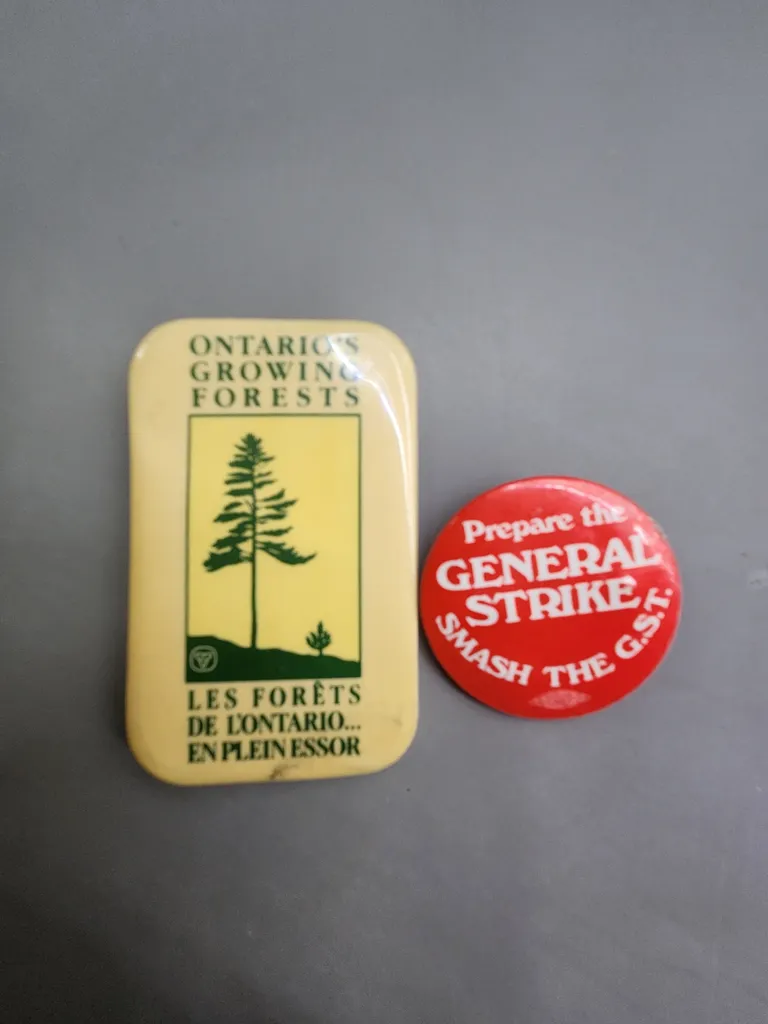 ONTARIO'S
GROWING
FORESTS
LES FORÊTS
DE L'ONTARIO...
EN PLEIN ESSOR
Prepare the
GENERAL
STRIKE
SMASH THE G.S.T.